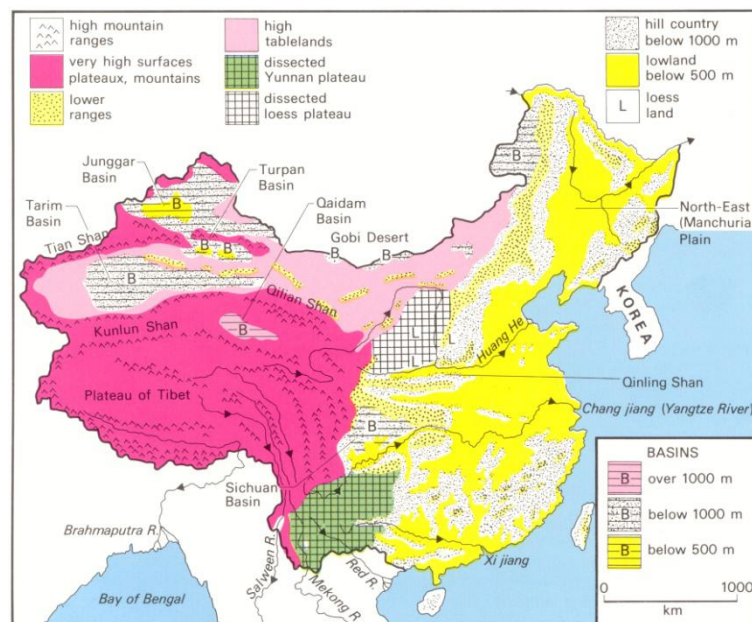 high mountain
ranges
very high surfaces
plateaux, mountains
lower
ranges
high
tablelands
dissected
Yunnan plateau
dissected
loess plateau
hill country
below 1000 m
lowland
below 500 m
L
loess
land
Junggar
Basin
Turpan
Basin
Tarim
Basin
Qaidam
Basin
Gobi Desert
North-East
(Manchuria)
Plain
Tian Shan
Qilian Shan
Kunlun Shan
B
B
B
B
B
B
B
B
B
B
L
L
L
KOREA
Huang He
Qinling Shan
Plateau of Tibet
Chang jiang (Yangtze River)
Sichuan
Basin
Brahmaputra R.
Salween R.
Mekong R
Red R.
Xi jiang
Bay of Bengal
BASINS
B over 1000 m
B below 1000 m
B below 500 m
0 1000
km